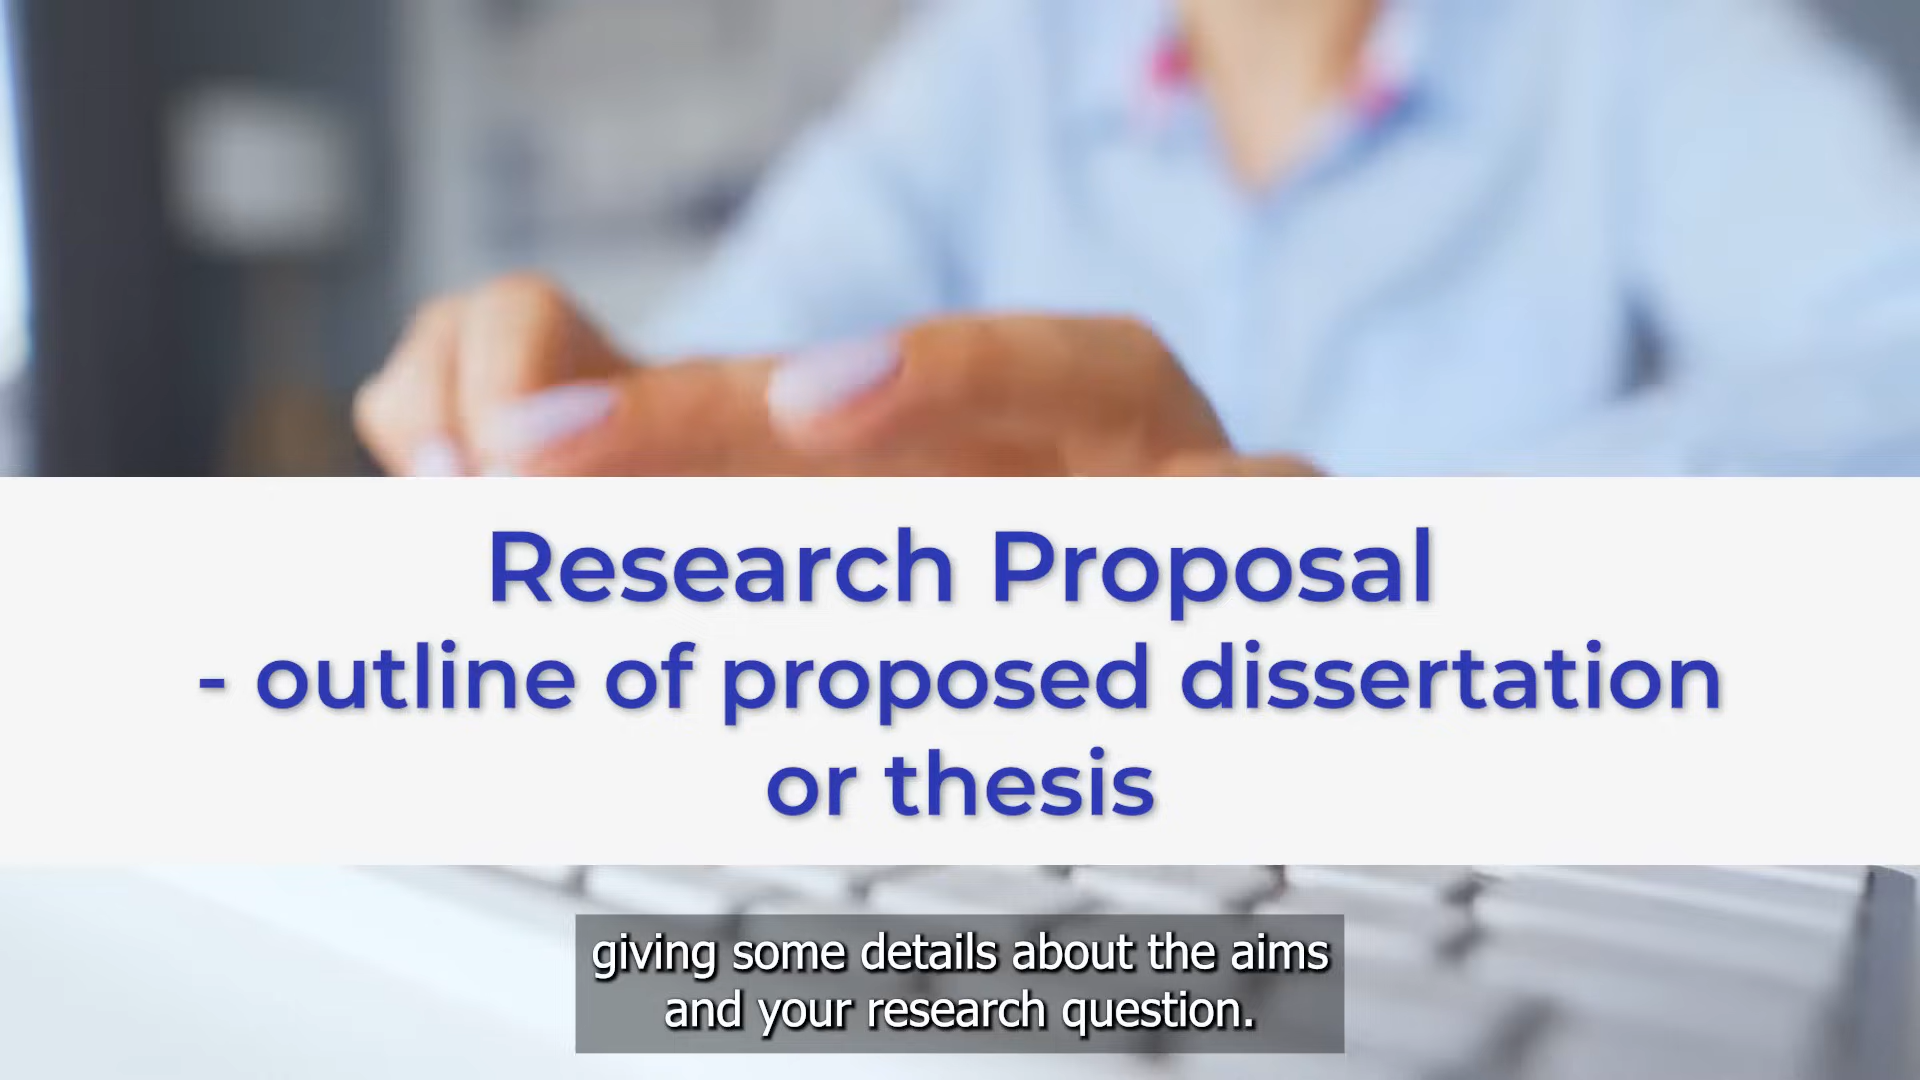 Research Proposal
- outline of proposed dissertation
or thesis
giving some details about the aims
and your research question.